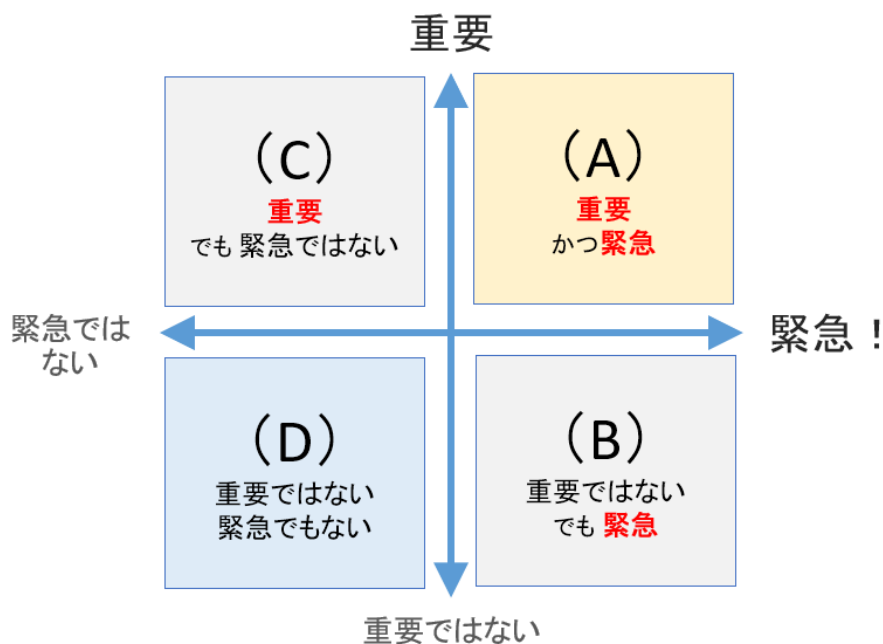 重要
（C）
重要
でも 緊急ではない
（A）
重要
かつ緊急
緊急では
ない
緊急！
（D）
重要ではない
緊急でもない
（B）
重要ではない
でも 緊急
重要ではない